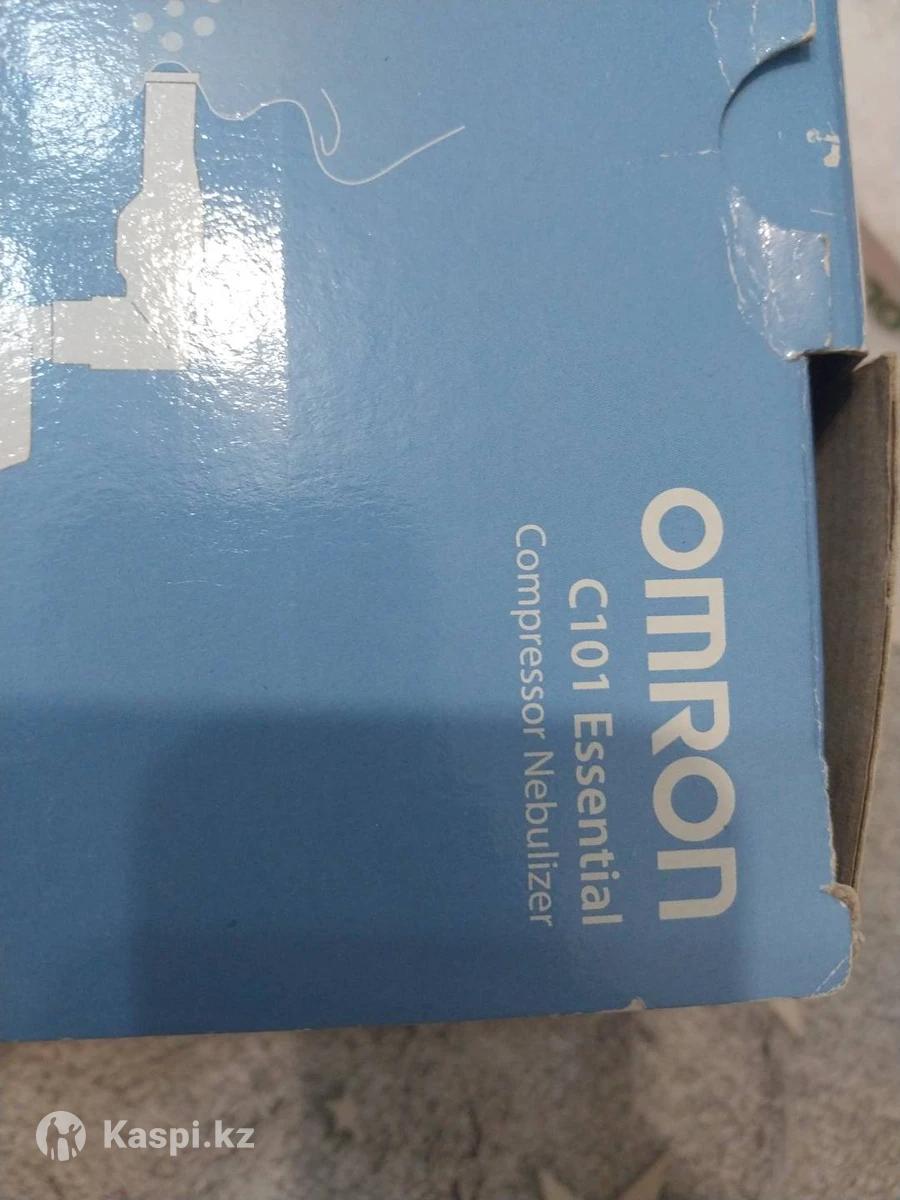 OMRON
C101 Essential
Compressor Nebulizer
Kaspi.kz